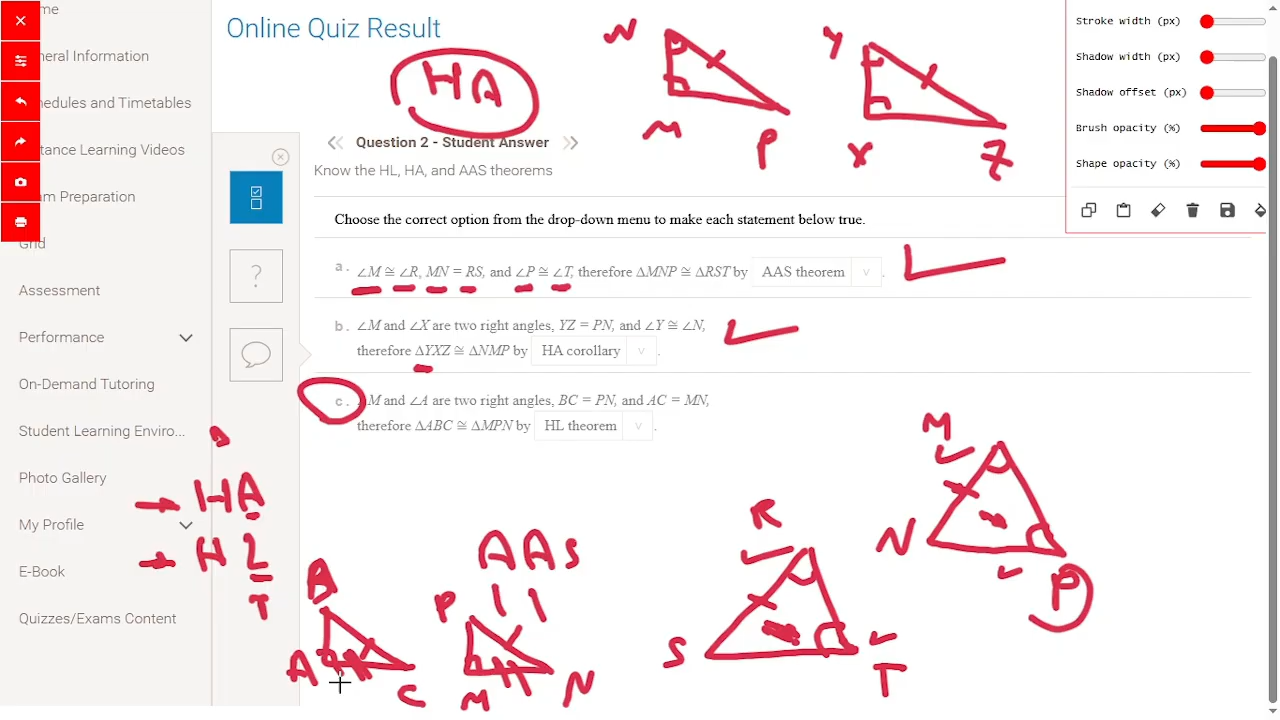 me
neral Information
hedules and Timetables
tance Learning Videos
am Preparation
Grid
Assessment
Performance
On-Demand Tutoring
Student Learning Enviro...
Photo Gallery
My Profile
E-Book
Quizzes/Exams Content
Online Quiz Result
HA
N
M
P
Y
X
Z
Stroke width (px)
Shadow width (px)
Shadow offset (px)
Brush opacity (%)
Shape opacity (%)
Question 2 - Student Answer
Know the HL, HA, and AAS theorems
Choose the correct option from the drop-down menu to make each statement below true.
a. ∠M ≅ ∠R, MN = RS, and ∠P ≅ ∠T, therefore ΔMNP ≅ ΔRST by AAS theorem .
b. ∠M and ∠X are two right angles, YZ = PN, and ∠Y ≅ ∠N,
therefore ΔYXZ ≅ ΔNMP by HA corollary .
c. ∠M and ∠A are two right angles, BC = PN, and AC = MN,
therefore ΔABC ≅ ΔMPN by HL theorem .
HA
HL
T
B
A
C
AAS
P
M
N
R
S
T
M
N
P